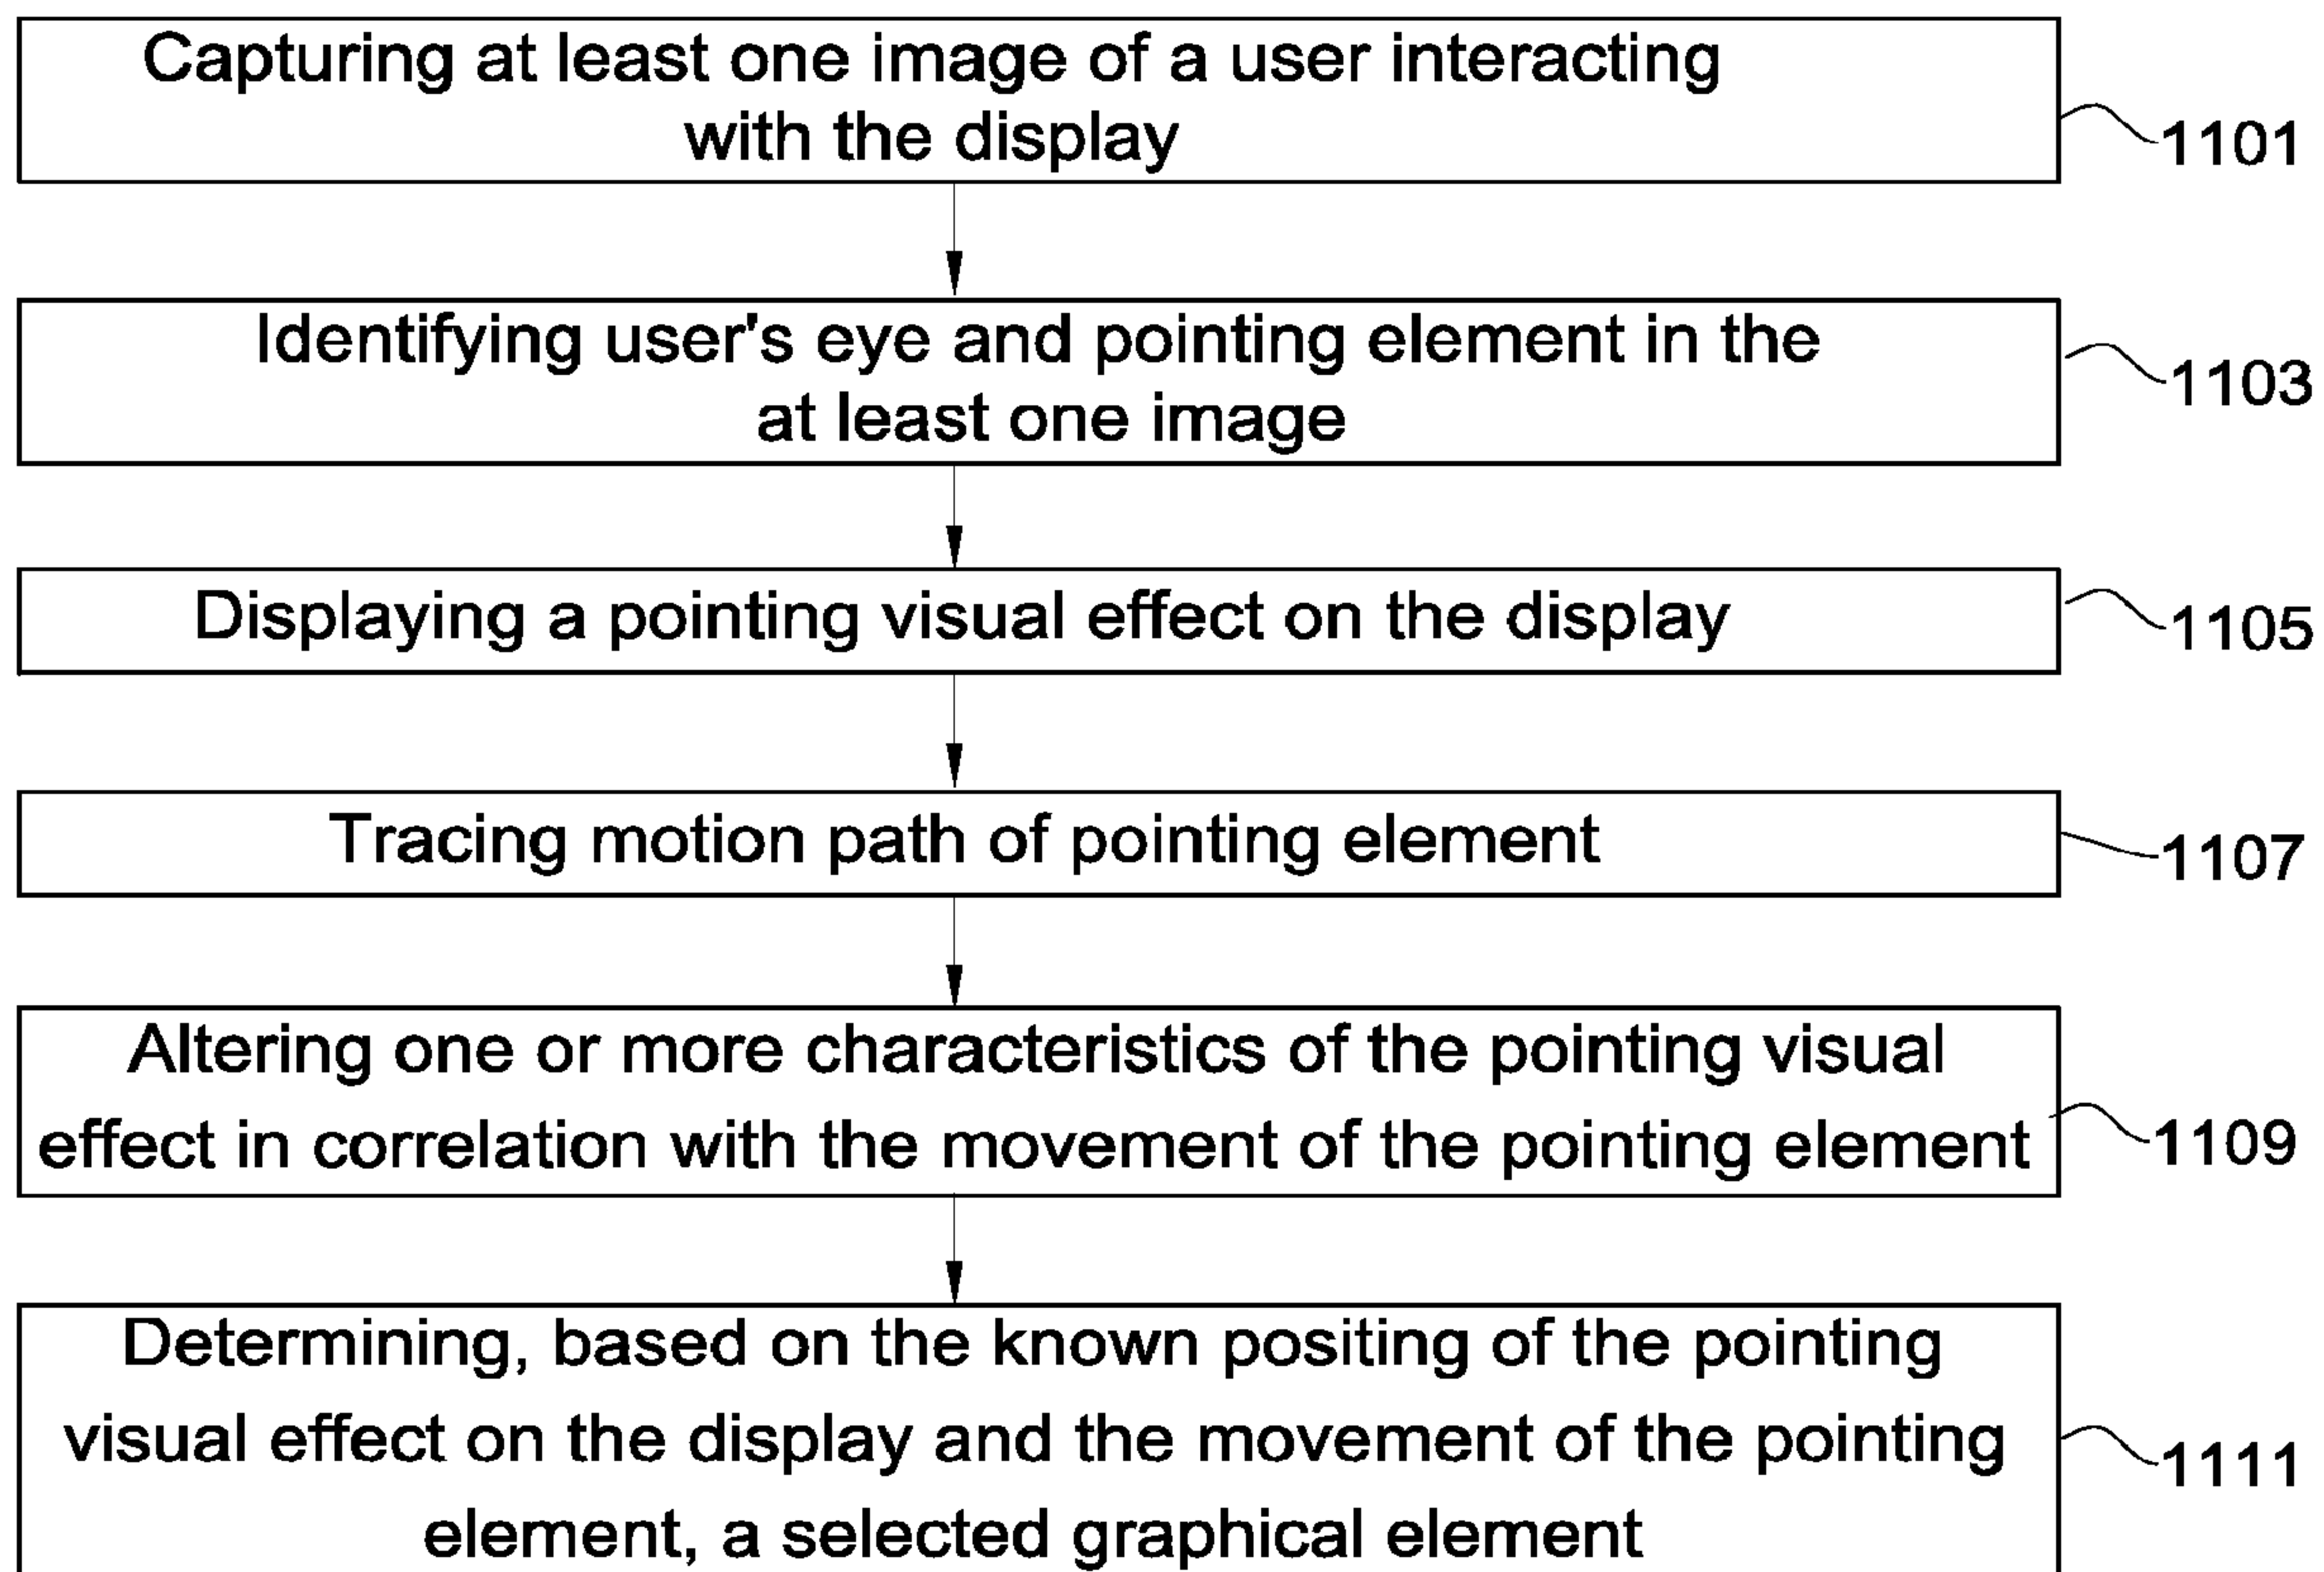 Capturing at least one image of a user interacting
with the display
1101
Identifying user's eye and pointing element in the
at least one image
1103
Displaying a pointing visual effect on the display
1105
Tracing motion path of pointing element
1107
Altering one or more characteristics of the pointing visual
effect in correlation with the movement of the pointing element
1109
Determining, based on the known positing of the pointing
visual effect on the display and the movement of the pointing
element, a selected graphical element
1111